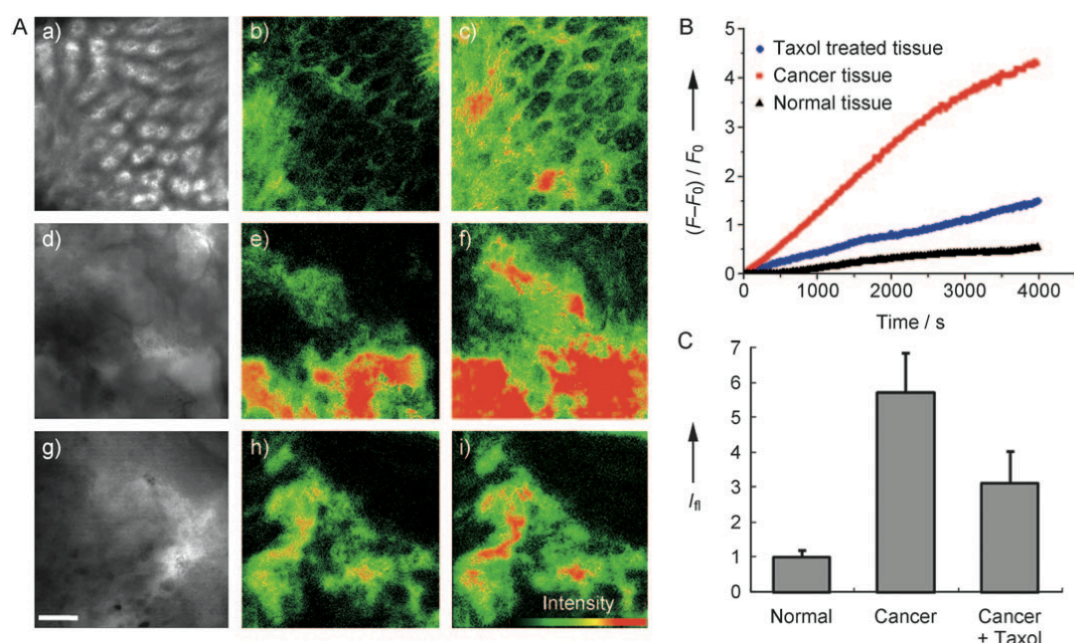 A
a)
b)
c)
d)
e)
f)
g)
h)
i)
Intensity
B
Taxol treated tissue
Cancer tissue
Normal tissue
(F–F0) / F0
5
4
3
2
1
0
0 1000 2000 3000 4000
Time / s
C
Ifl
7
6
5
4
3
2
1
0
Normal
Cancer
Cancer
+ Taxol